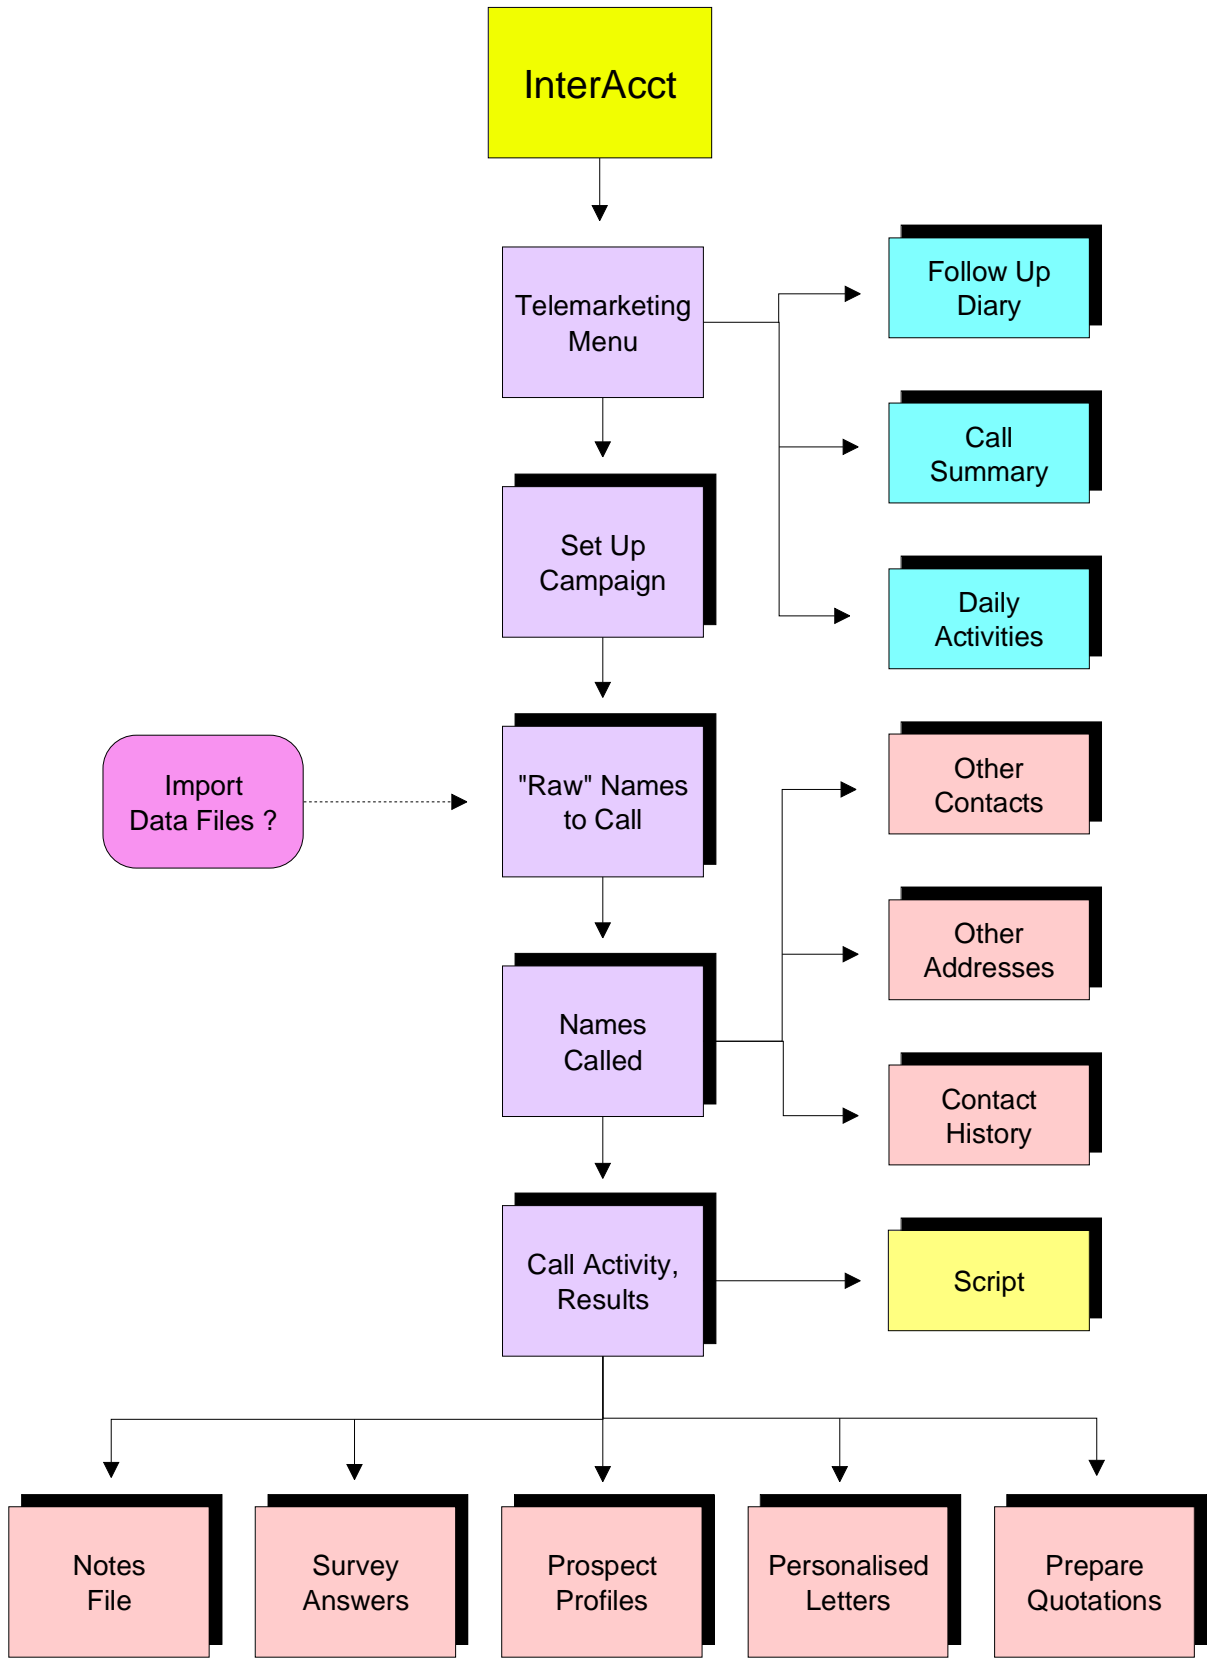 InterAcct
Telemarketing
Menu
Follow Up
Diary
Call
Summary
Set Up
Campaign
Daily
Activities
Import
Data Files ?
"Raw" Names
to Call
Other
Contacts
Other
Addresses
Names
Called
Contact
History
Call Activity,
Results
Script
Notes
File
Survey
Answers
Prospect
Profiles
Personalised
Letters
Prepare
Quotations